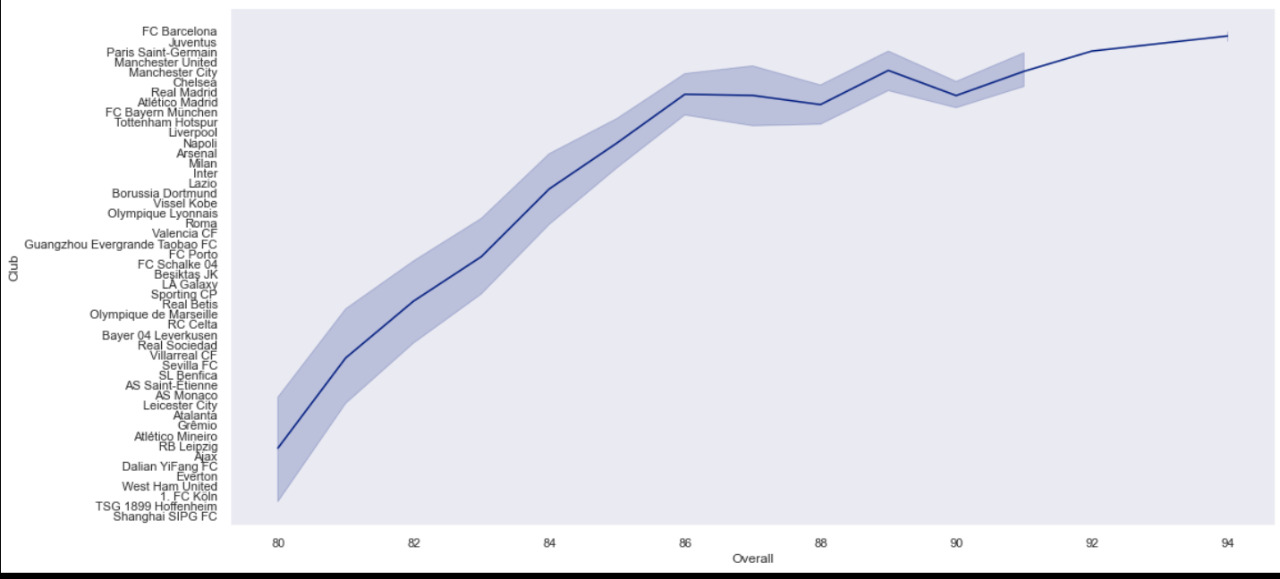 FC Barcelona
Juventus
Paris Saint-Germain
Manchester United
Manchester City
Chelsea
Real Madrid
Atlético Madrid
FC Bayern München
Tottenham Hotspur
Liverpool
Napoli
Arsenal
Milan
Inter
Lazio
Borussia Dortmund
Vissel Kobe
Olympique Lyonnais
Roma
Valencia CF
Guangzhou Evergrande Taobao FC
FC Porto
FC Schalke 04
Beşiktaş JK
LA Galaxy
Sporting CP
Real Betis
Olympique de Marseille
RC Celta
Bayer 04 Leverkusen
Real Sociedad
Villarreal CF
Sevilla FC
SL Benfica
AS Saint-Étienne
AS Monaco
Leicester City
Atalanta
Grêmio
Atlético Mineiro
RB Leipzig
Ajax
Dalian YiFang FC
Everton
West Ham United
1. FC Köln
TSG 1899 Hoffenheim
Shanghai SIPG FC
Club
80 82 84 86 88 90 92 94
Overall